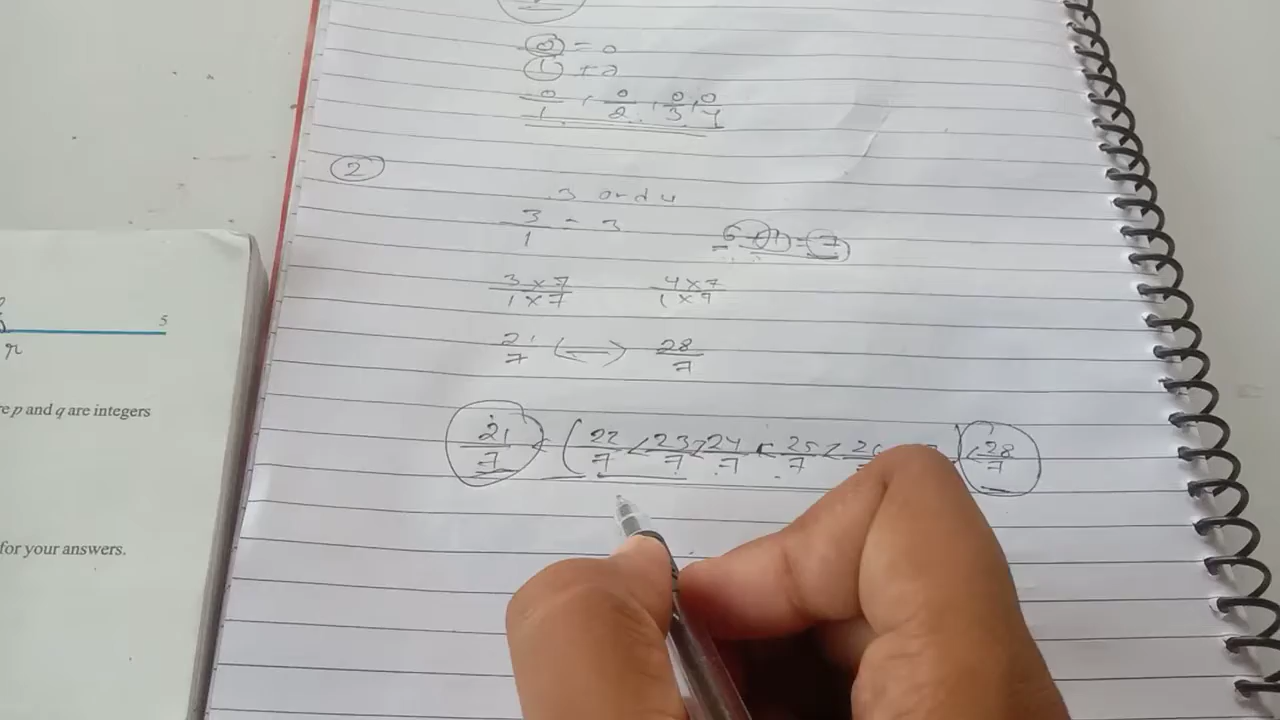 0 = 0
1 ≠ 0
0/1 , 0/2 , 0/3 , 0/4
2
3 and 4
3/1 = 3
6+1 = 7
3×7/1×7 4×7/1×7
21/7 28/7
21/7 < ( 22/7 < 23/7 24/7 < 25/7 < ) < 28/7
5
re p and q are integers
for your answers.